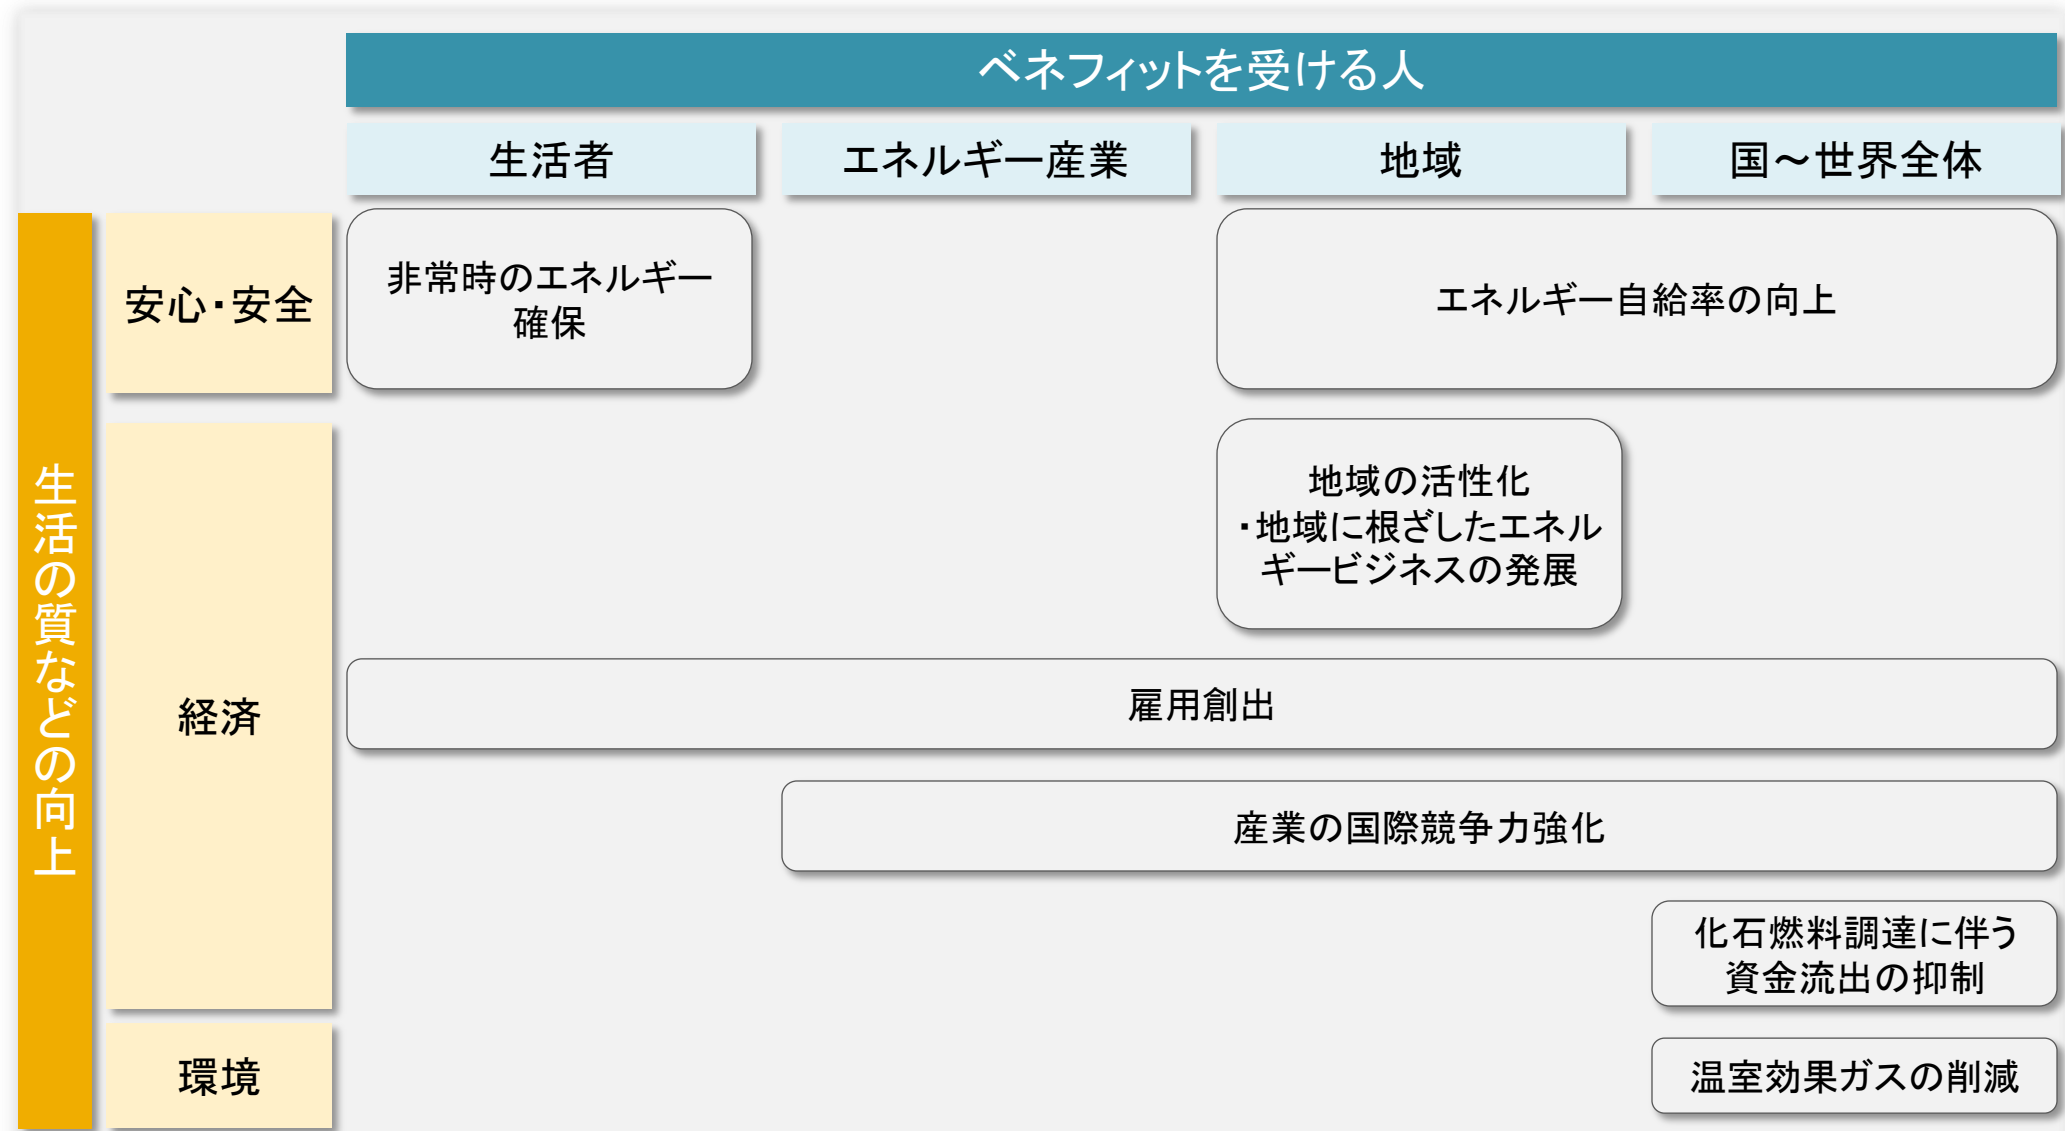 ベネフィットを受ける人
生活者
エネルギー産業
地域
国～世界全体
生活の質などの向上
安心・安全
非常時のエネルギー
確保
エネルギー自給率の向上
経済
地域の活性化
・地域に根ざしたエネル
ギービジネスの発展
雇用創出
産業の国際競争力強化
化石燃料調達に伴う
資金流出の抑制
環境
温室効果ガスの削減